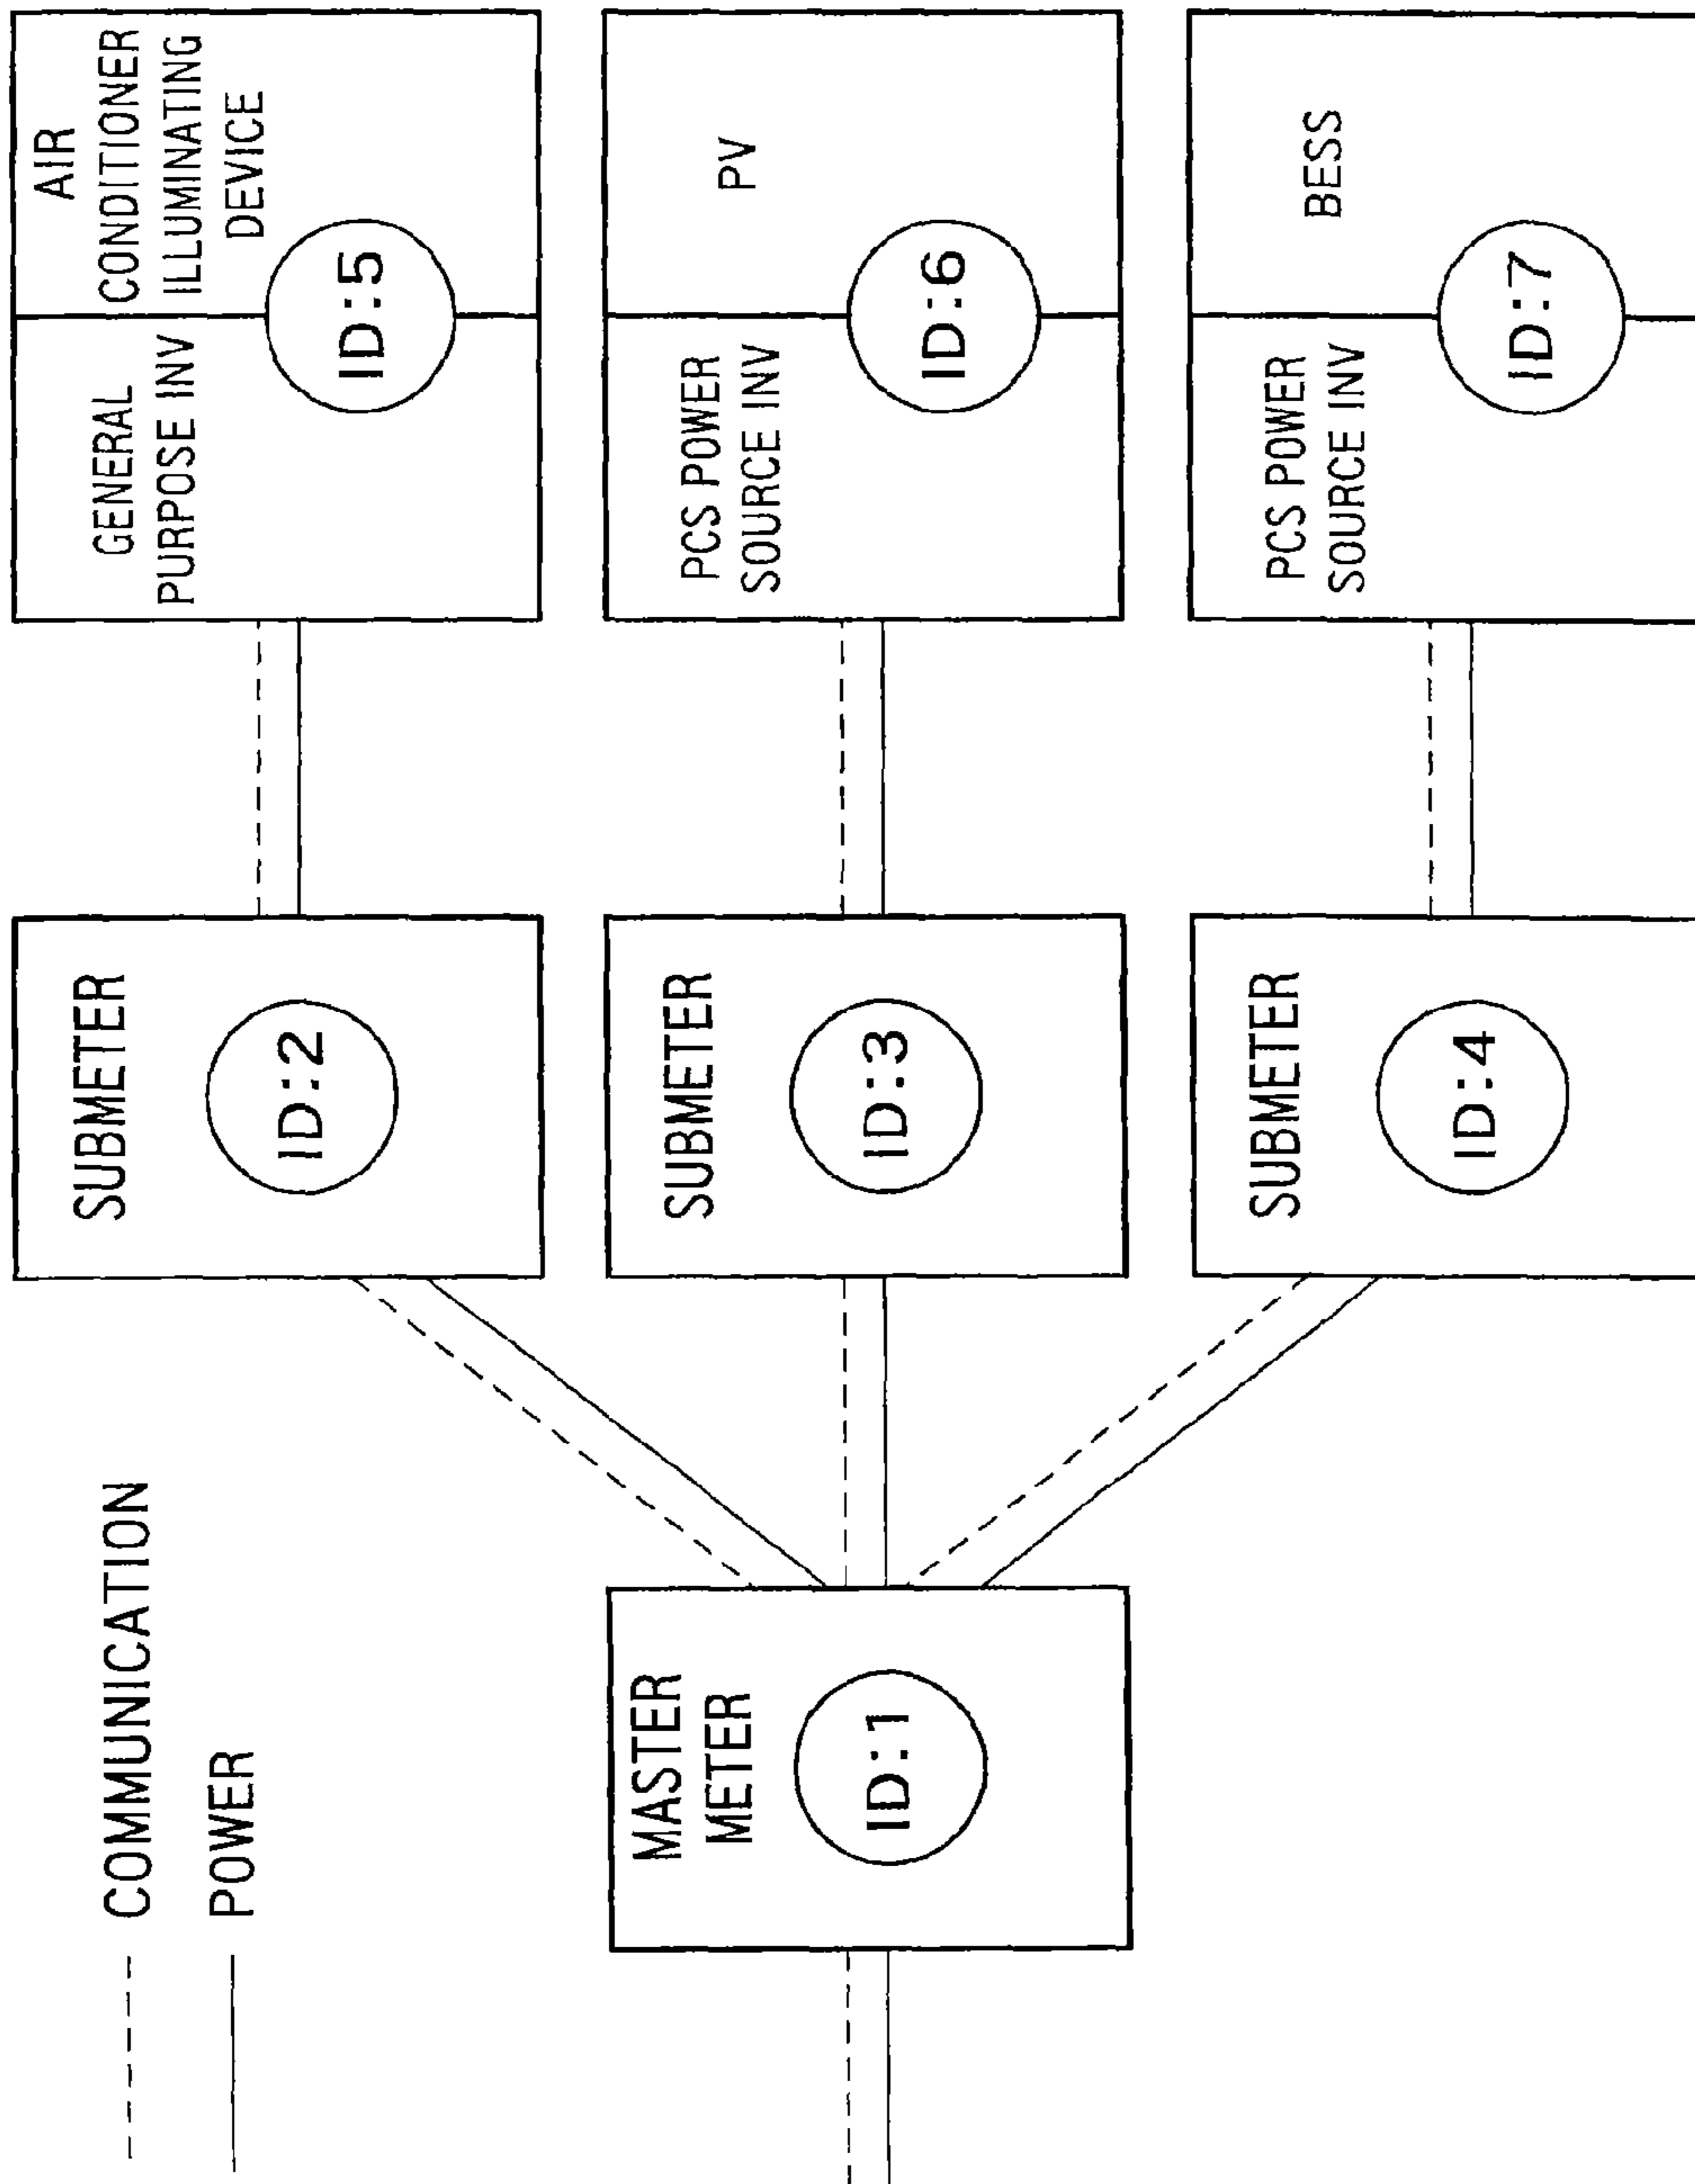 COMMUNICATION
POWER
MASTER
METER
ID:1
SUBMETER
ID:2
SUBMETER
ID:3
SUBMETER
ID:4
GENERAL
PURPOSE INV
AIR
CONDITIONER
ILLUMINATING
DEVICE
ID:5
PCS POWER
SOURCE INV
PV
ID:6
PCS POWER
SOURCE INV
BESS
ID:7